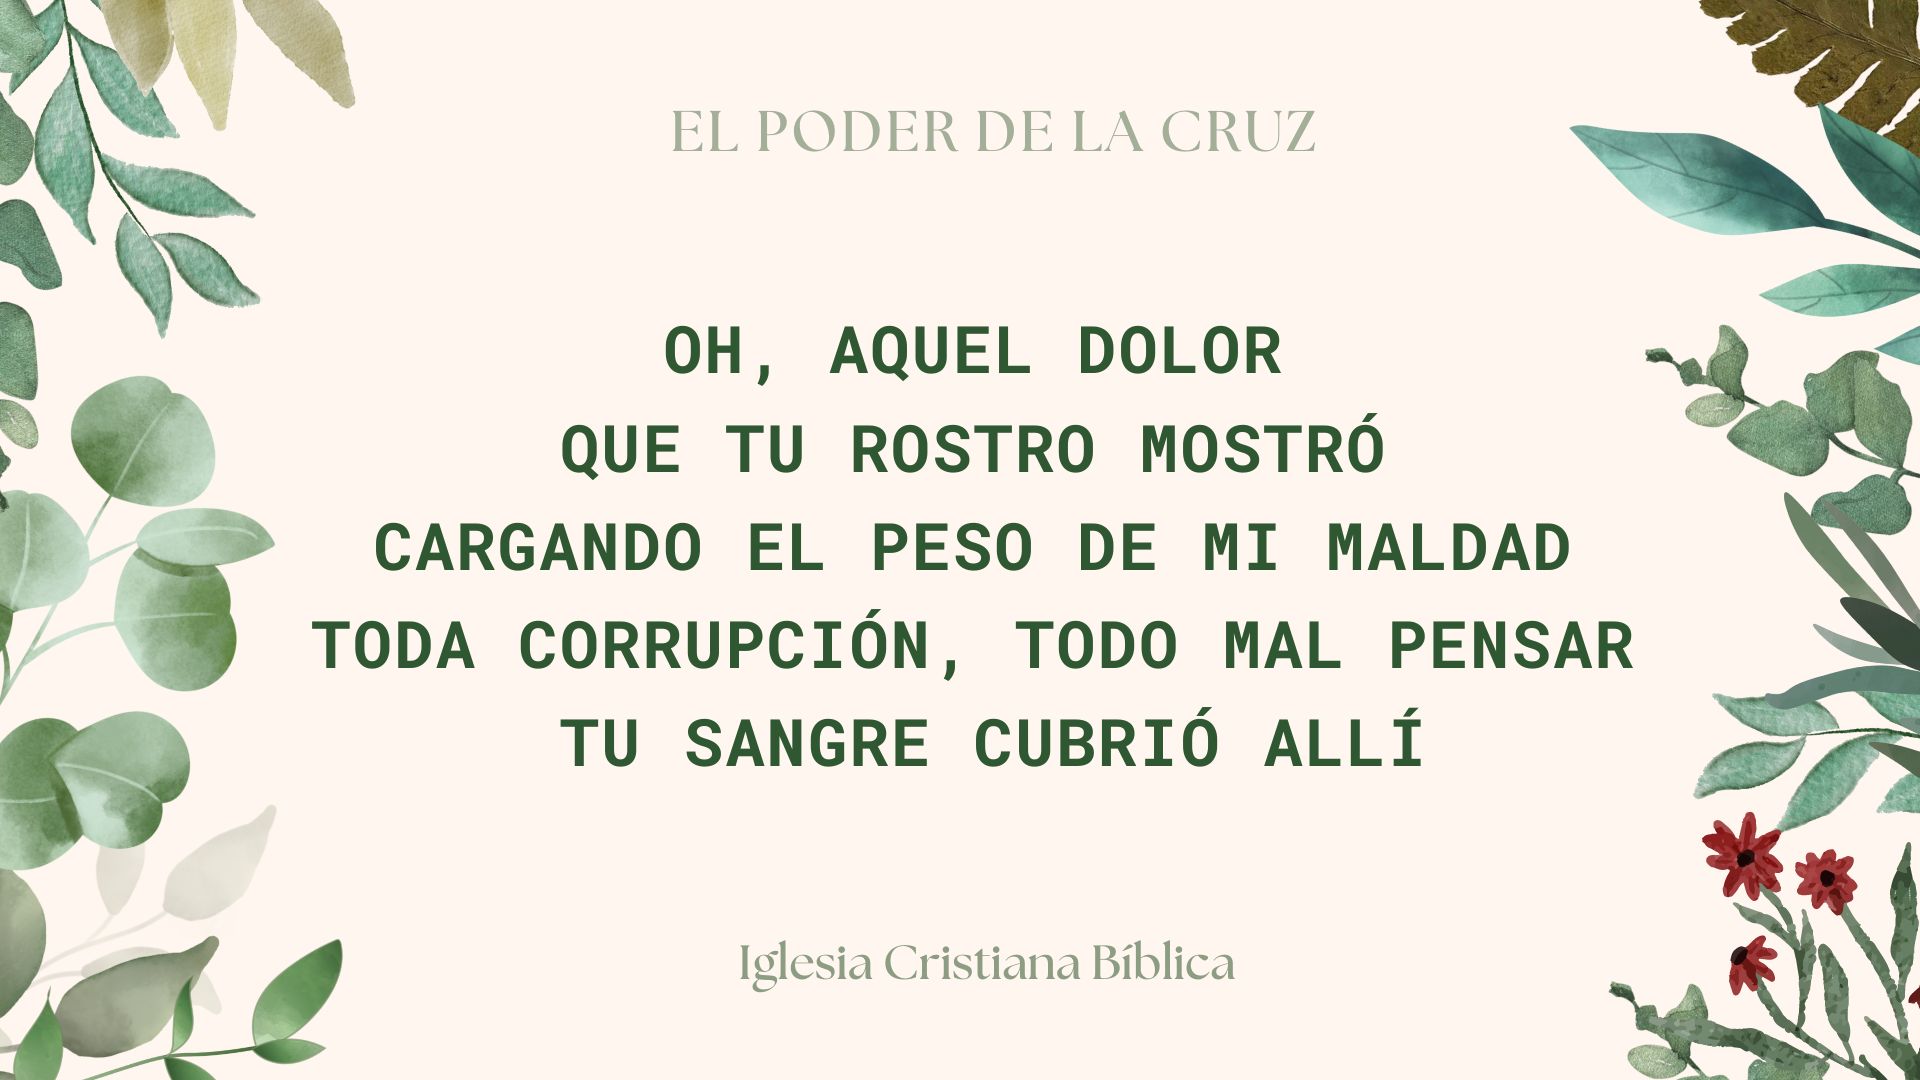 EL PODER DE LA CRUZ
OH, AQUEL DOLOR
QUE TU ROSTRO MOSTRÓ
CARGANDO EL PESO DE MI MALDAD
TODA CORRUPCIÓN, TODO MAL PENSAR
TU SANGRE CUBRIÓ ALLÍ
Iglesia Cristiana Bíblica